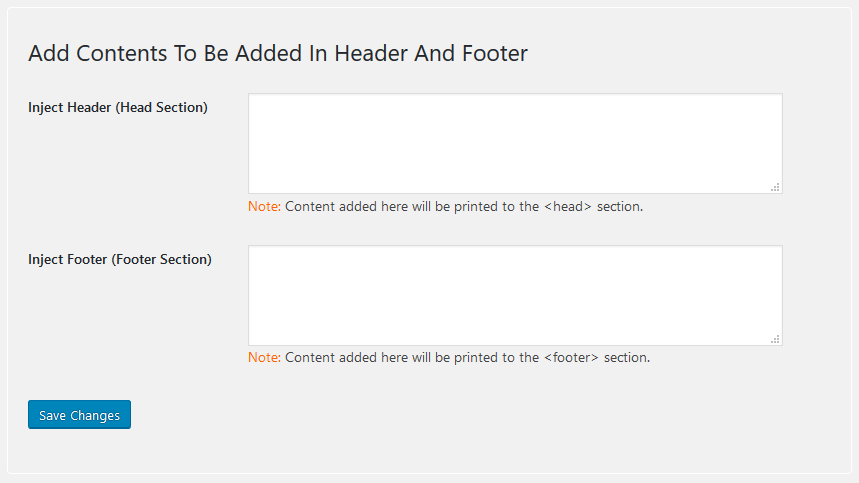 Add Contents To Be Added In Header And Footer
Inject Header (Head Section)
Note: Content added here will be printed to the <head> section.
Inject Footer (Footer Section)
Note: Content added here will be printed to the <footer> section.
Save Changes